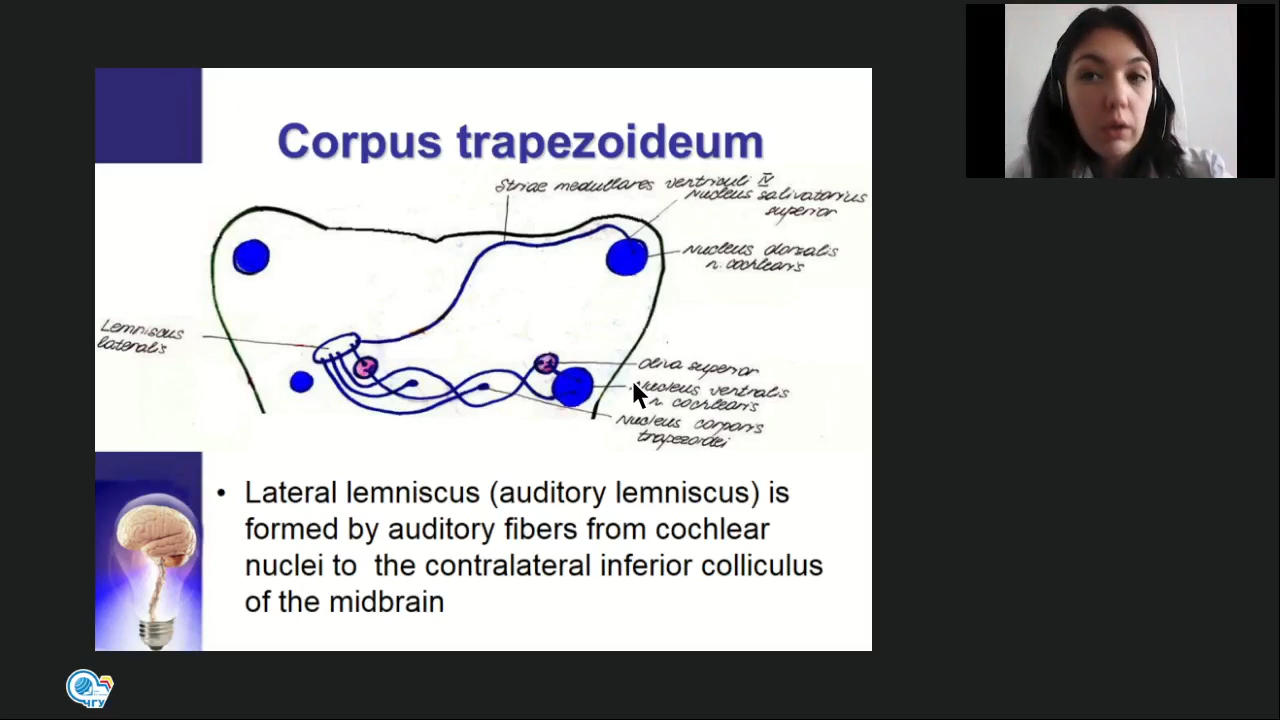 Corpus trapezoideum
Striae medullares ventriculi IV
Nucleus salivatorius
superior
Nucleus dorsalis
n. cochlearis
Lemniscus
lateralis
Oliva superior
Nucleus ventralis
n. cochlearis
Nucleus corporis
trapezoidei
• Lateral lemniscus (auditory lemniscus) is
formed by auditory fibers from cochlear
nuclei to the contralateral inferior colliculus
of the midbrain
ЧГУ